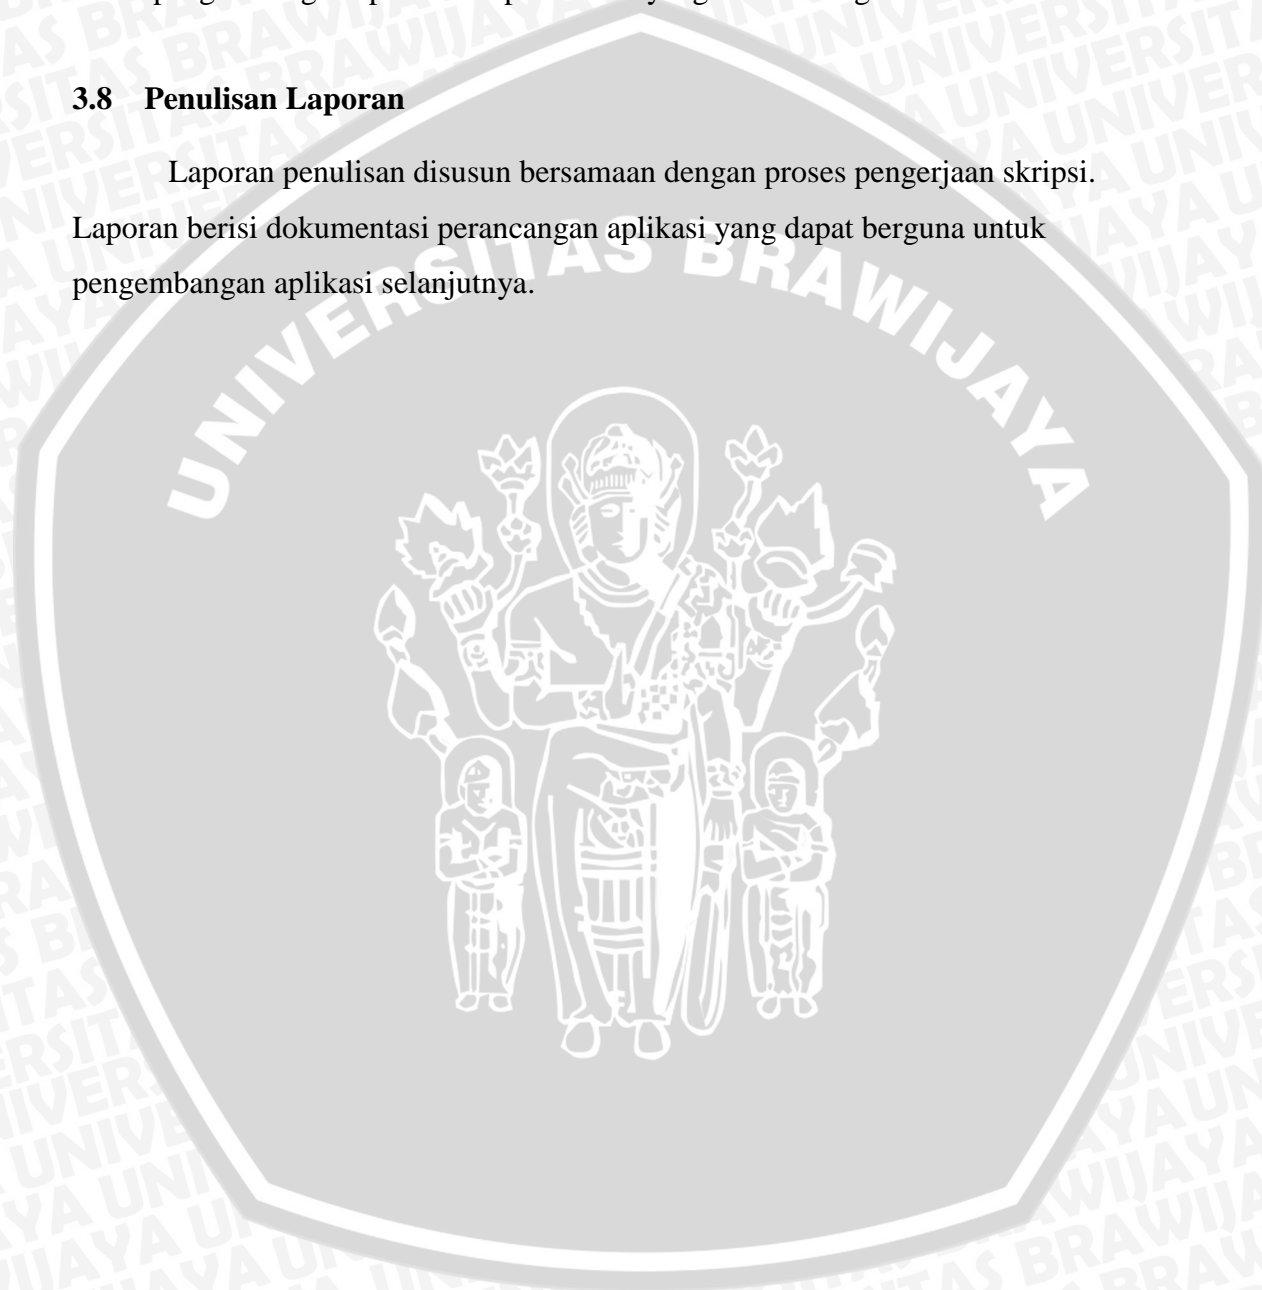 3.8 Penulisan Laporan
Laporan penulisan disusun bersamaan dengan proses pengerjaan skripsi.
Laporan berisi dokumentasi perancangan aplikasi yang dapat berguna untuk
pengembangan aplikasi selanjutnya.
UNIVERSITAS BRAWIJAYA